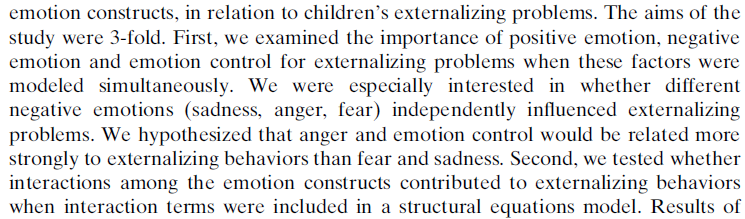 emotion constructs, in relation to children's externalizing problems. The aims of the
study were 3-fold. First, we examined the importance of positive emotion, negative
emotion and emotion control for externalizing problems when these factors were
modeled simultaneously. We were especially interested in whether different
negative emotions (sadness, anger, fear) independently influenced externalizing
problems. We hypothesized that anger and emotion control would be related more
strongly to externalizing behaviors than fear and sadness. Second, we tested whether
interactions among the emotion constructs contributed to externalizing behaviors
when interaction terms were included in a structural equations model. Results of